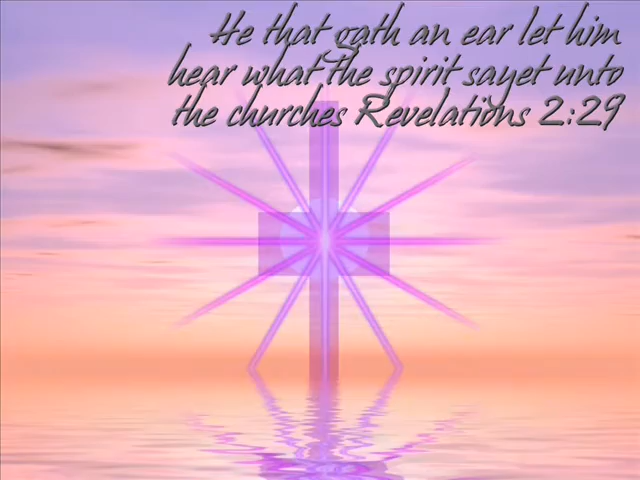 He that gath an ear let him
hear what the spirit sayet unto
the churches Revelations 2:29